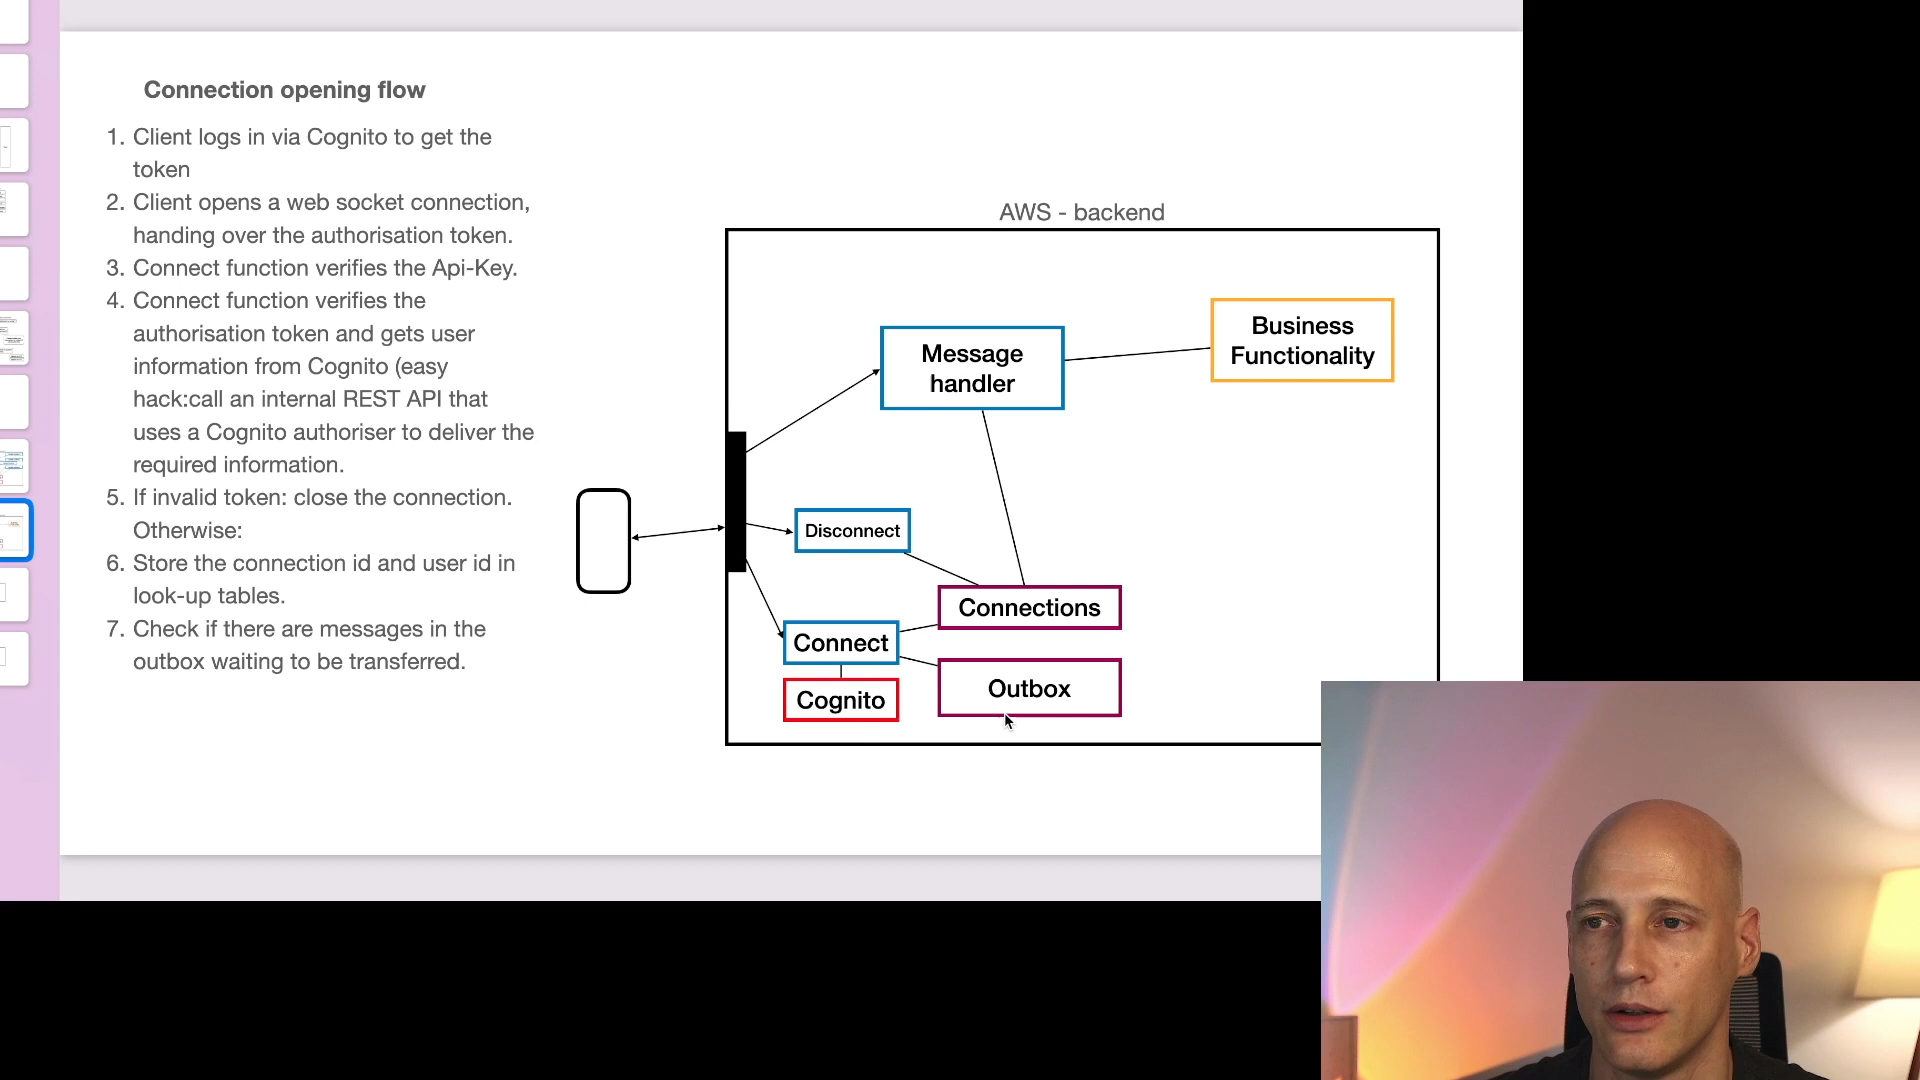 Connection opening flow
1. Client logs in via Cognito to get the
token
2. Client opens a web socket connection,
handing over the authorisation token.
3. Connect function verifies the Api-Key.
4. Connect function verifies the
authorisation token and gets user
information from Cognito (easy
hack:call an internal REST API that
uses a Cognito authoriser to deliver the
required information.
5. If invalid token: close the connection.
Otherwise:
6. Store the connection id and user id in
look-up tables.
7. Check if there are messages in the
outbox waiting to be transferred.
AWS - backend
Message
handler
Business
Functionality
Disconnect
Connections
Connect
Outbox
Cognito